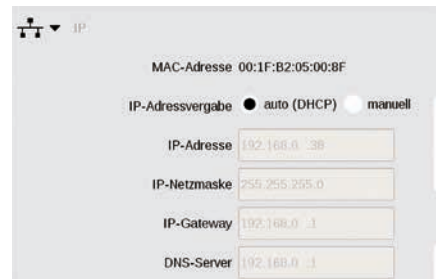 IP
MAC-Adresse 00:1F:B2:05:00:8F
IP-Adressvergabe auto (DHCP) manuell
IP-Adresse 192.168.0 .38
IP-Netzmaske 255.255.255.0
IP-Gateway 192.168.0 .1
DNS-Server 192.168.0 .1